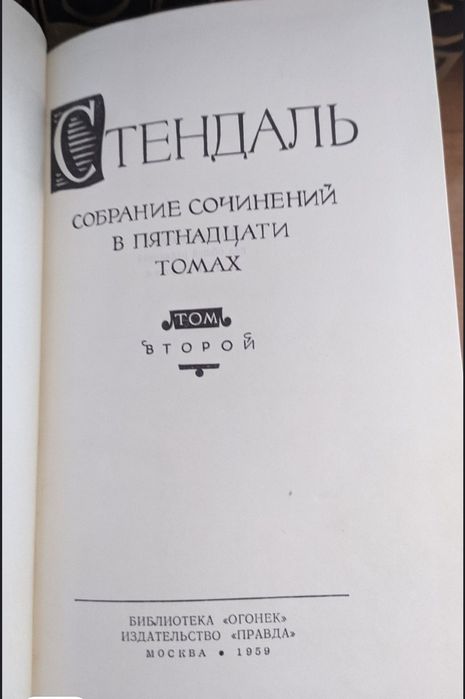 СТЕНДАЛЬ
СОБРАНИЕ СОЧИНЕНИЙ
В ПЯТНАДЦАТИ
ТОМАХ
ТОМ
ВТОРОЙ
БИБЛИОТЕКА «ОГОНЕК»
ИЗДАТЕЛЬСТВО «ПРАВДА»
МОСКВА • 1959